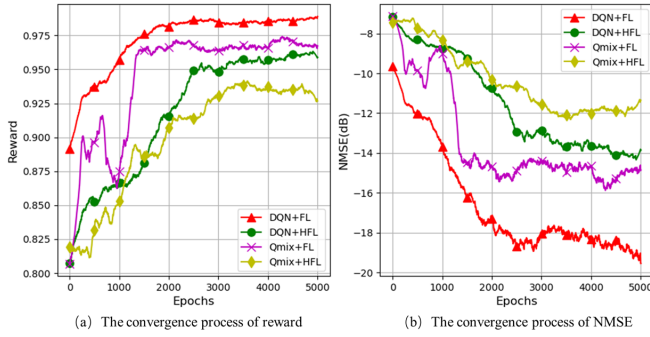 0.975
0.950
0.925
0.900
0.875
0.850
0.825
0.800
Reward
0 1000 2000 3000 4000 5000
Epochs
DQN+FL
DQN+HFL
Qmix+FL
Qmix+HFL
(a) The convergence process of reward
−8
−10
−12
−14
−16
−18
−20
NMSE(dB)
0 1000 2000 3000 4000 5000
Epochs
DQN+FL
DQN+HFL
Qmix+FL
Qmix+HFL
(b) The convergence process of NMSE